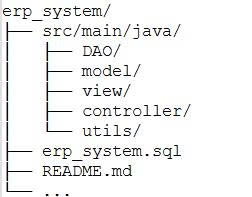 erp_system/
├── src/main/java/
│   ├── DAO/
│   ├── model/
│   ├── view/
│   ├── controller/
│   └── utils/
├── erp_system.sql
├── README.md
└── ...